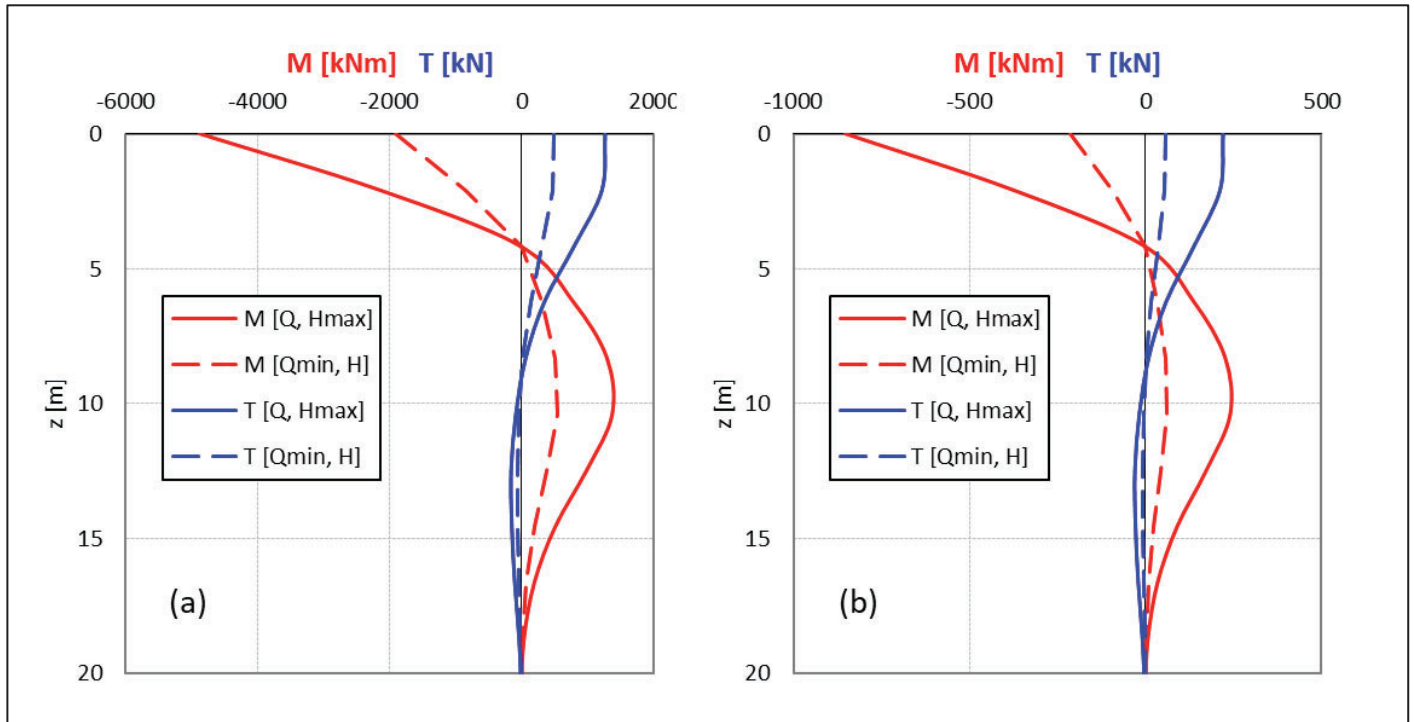 M [kNm] T [kN]
-6000 -4000 -2000 0 2000
0
5
10
15
20
z [m]
M [Q, Hmax]
M [Qmin, H]
T [Q, Hmax]
T [Qmin, H]
(a)
M [kNm] T [kN]
-1000 -500 0 500
0
5
10
15
20
z [m]
M [Q, Hmax]
M [Qmin, H]
T [Q, Hmax]
T [Qmin, H]
(b)